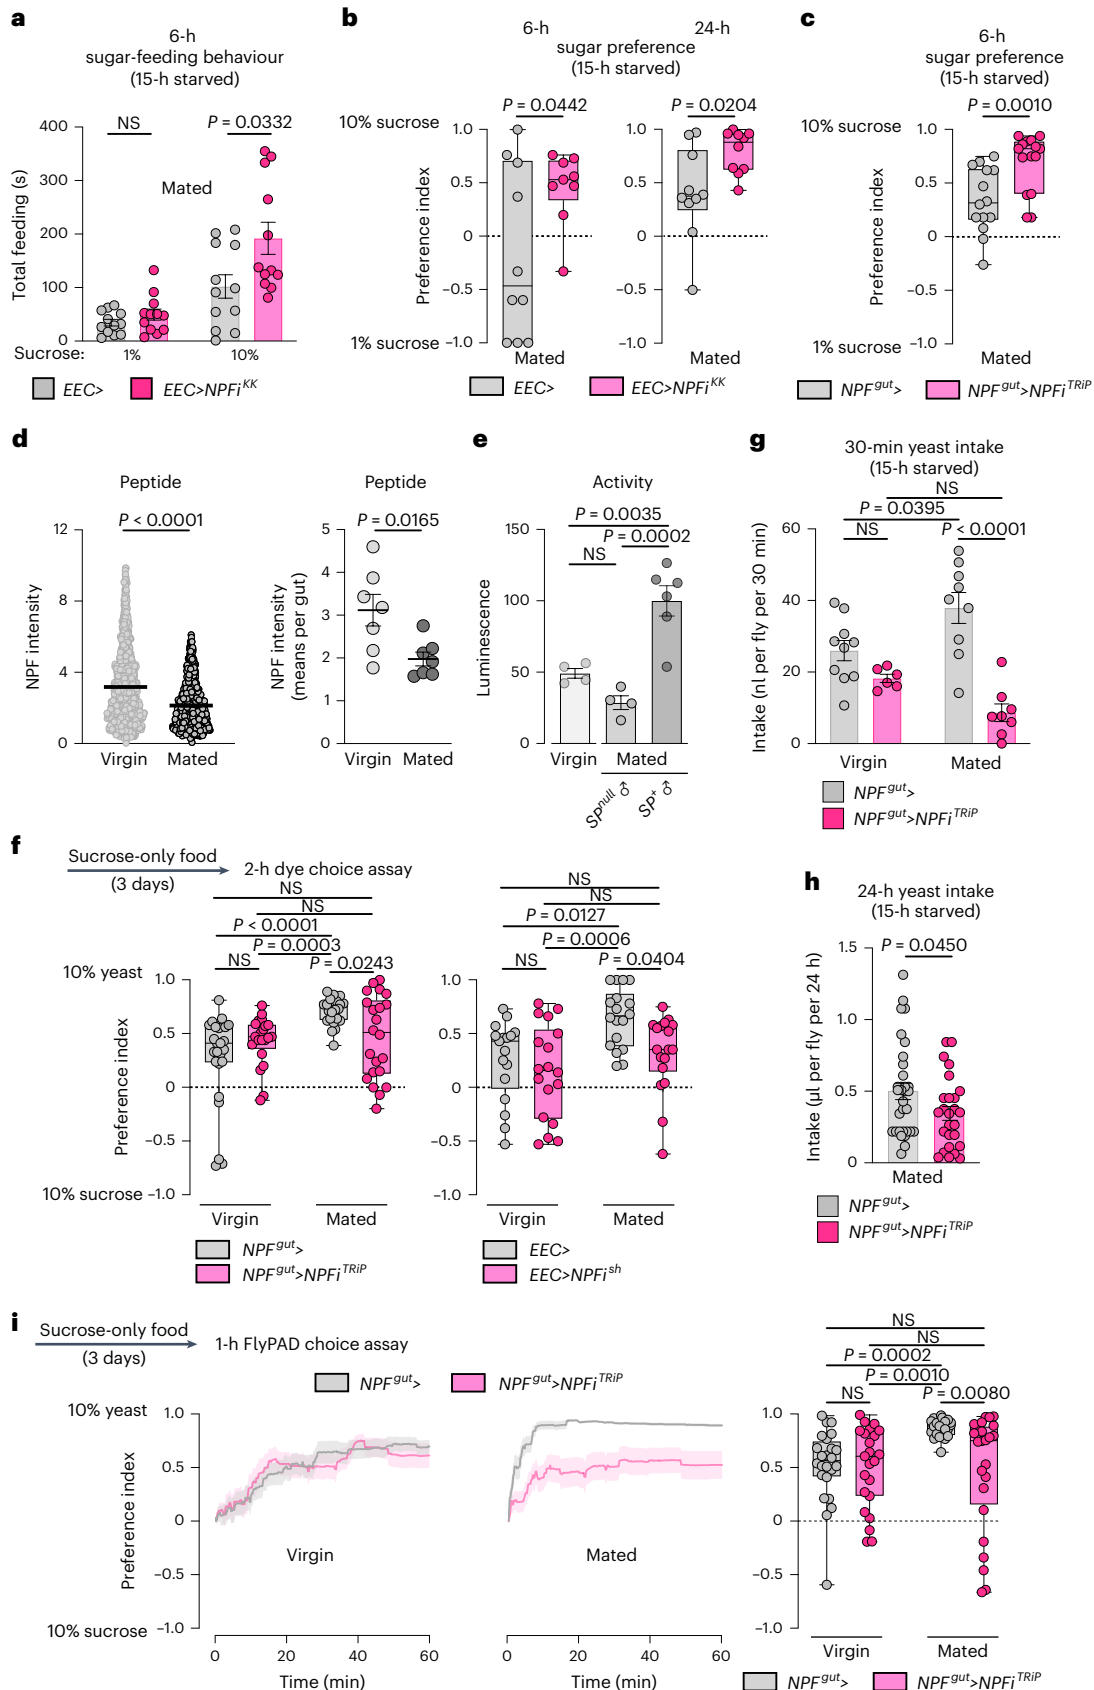 a
6-h
sugar-feeding behaviour
(15-h starved)
NS
P = 0.0332
Mated
Total feeding (s)
400
300
200
100
0
Sucrose:
1%
10%
EEC>
EEC>NPFi^KK
b
6-h
24-h
sugar preference
(15-h starved)
P = 0.0442
P = 0.0204
10% sucrose
1.0
0.5
0
−0.5
−1.0
1.0
0.5
0
−0.5
−1.0
Preference index
1% sucrose
Mated
Mated
EEC>
EEC>NPFi^KK
c
6-h
sugar preference
(15-h starved)
P = 0.0010
10% sucrose
1.0
0.5
0
−0.5
−1.0
Preference index
1% sucrose
Mated
NPF^gut>
NPF^gut>NPFi^TRiP
d
Peptide
P < 0.0001
NPF intensity
12
8
4
0
Virgin
Mated
Peptide
P = 0.0165
NPF intensity
(means per gut)
5
4
3
2
1
0
Virgin
Mated
e
Activity
P = 0.0035
P = 0.0002
NS
Luminescence
150
100
50
0
Virgin
Mated
SP^null ♂
SP^+ ♂
g
30-min yeast intake
(15-h starved)
NS
P = 0.0395
NS
P < 0.0001
Intake (nl per fly per 30 min)
60
40
20
0
Virgin
Mated
NPF^gut>
NPF^gut>NPFi^TRiP
f
Sucrose-only food
(3 days)
2-h dye choice assay
NS
NS
P < 0.0001
P = 0.0003
NS
P = 0.0243
10% yeast
1.0
0.5
0
−0.5
−1.0
Preference index
10% sucrose
Virgin
Mated
NPF^gut>
NPF^gut>NPFi^TRiP
NS
NS
P = 0.0127
P = 0.0006
NS
P = 0.0404
1.0
0.5
0
−0.5
−1.0
Virgin
Mated
EEC>
EEC>NPFi^sh
h
24-h yeast intake
(15-h starved)
P = 0.0450
Intake (µl per fly per 24 h)
1.5
1.0
0.5
0
Mated
NPF^gut>
NPF^gut>NPFi^TRiP
i
Sucrose-only food
(3 days)
1-h FlyPAD choice assay
NPF^gut>
NPF^gut>NPFi^TRiP
10% yeast
1.0
0.5
0
−0.5
−1.0
Preference index
10% sucrose
Virgin
0
20
40
60
Time (min)
Mated
0
20
40
60
Time (min)
NS
NS
P = 0.0002
P = 0.0010
NS
P = 0.0080
1.0
0.5
0
−0.5
−1.0
Virgin
Mated
NPF^gut>
NPF^gut>NPFi^TRiP